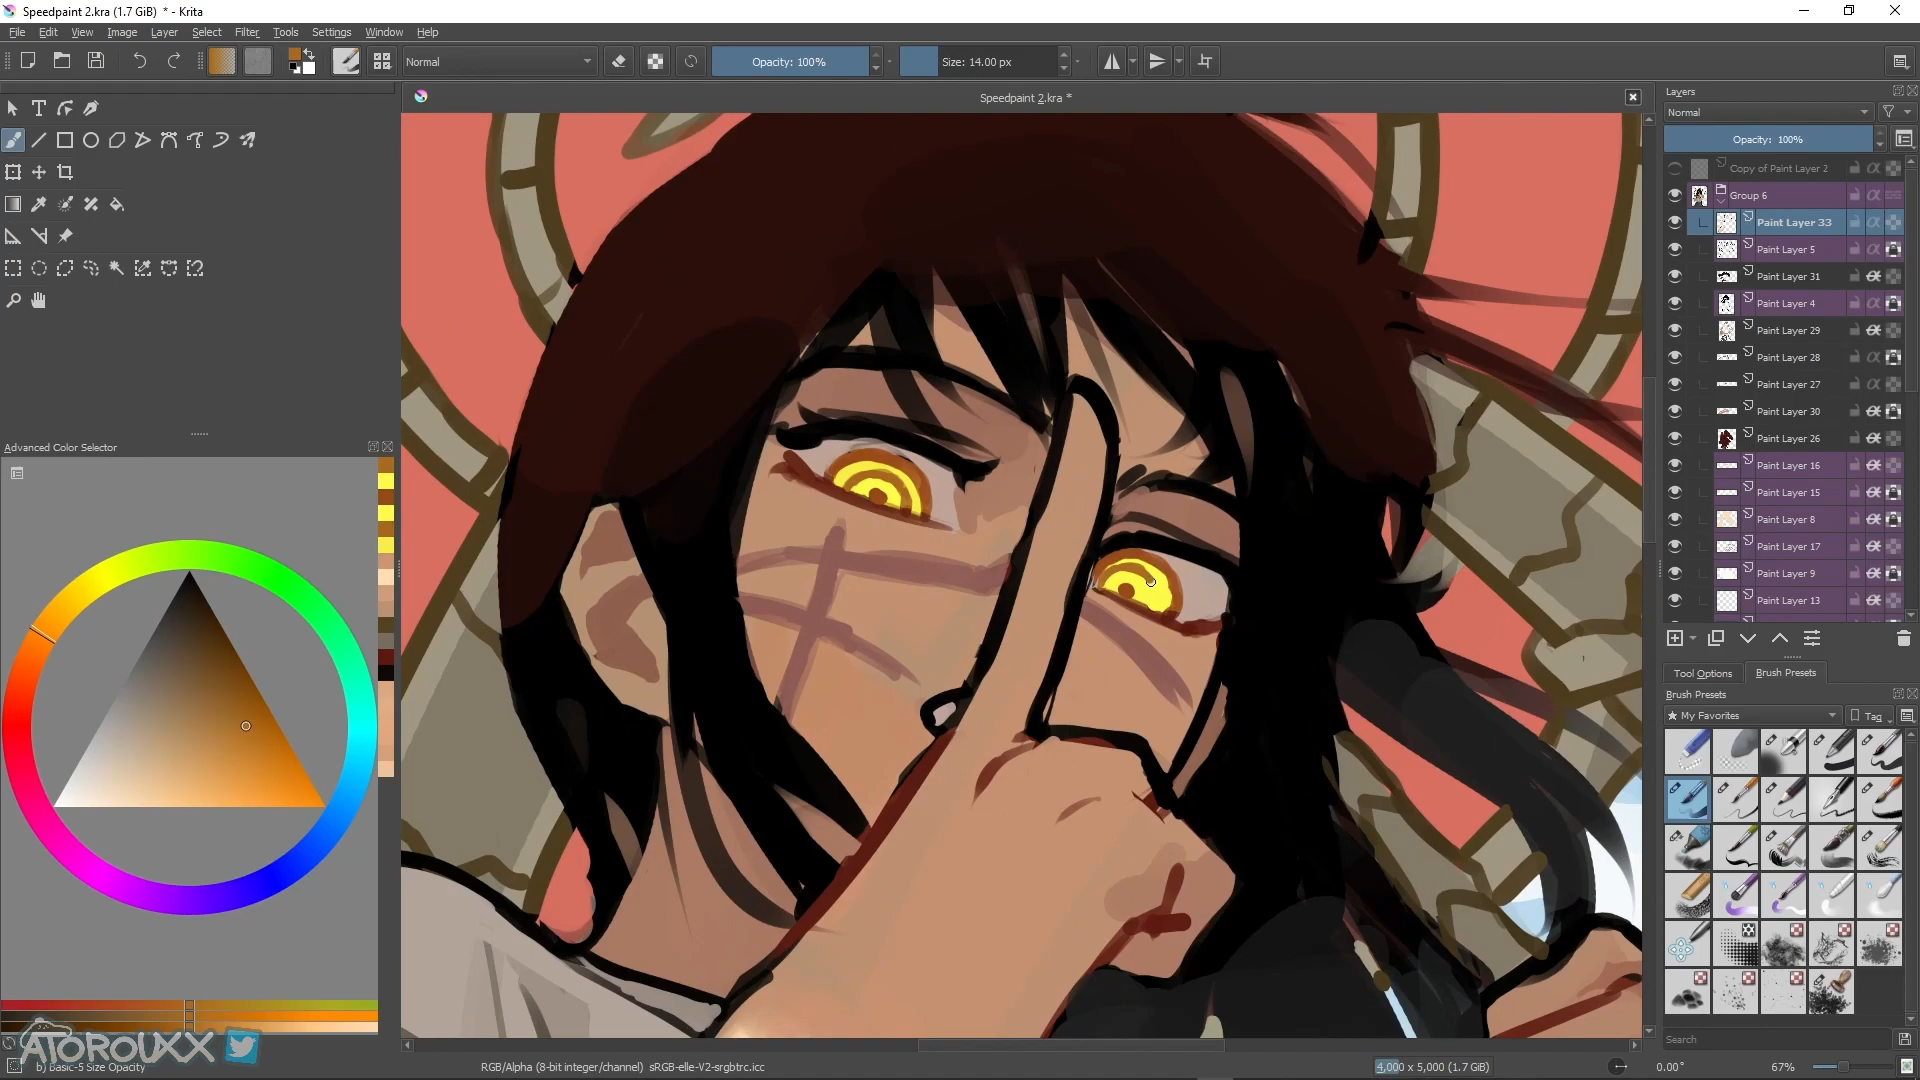 Speedpaint 2.kra (1.7 GiB) * - Krita
File Edit View Image Layer Select Filter Tools Settings Window Help
Normal
Opacity: 100%
Size: 14.00 px
Speedpaint 2.kra *
Advanced Color Selector
ATOROUXX
b) Basic-5 Size Opacity
RGB/Alpha (8-bit integer/channel) sRGB-elle-V2-srgbtrc.icc
4,000 x 5,000 (1.7 GiB)
0.00°
67%
Layers
Normal
Opacity: 100%
Copy of Paint Layer 2
Group 6
Paint Layer 33
Paint Layer 5
Paint Layer 31
Paint Layer 4
Paint Layer 29
Paint Layer 28
Paint Layer 27
Paint Layer 30
Paint Layer 26
Paint Layer 16
Paint Layer 15
Paint Layer 8
Paint Layer 17
Paint Layer 9
Paint Layer 13
Tool Options Brush Presets
Brush Presets
★ My Favorites
Tag
Search